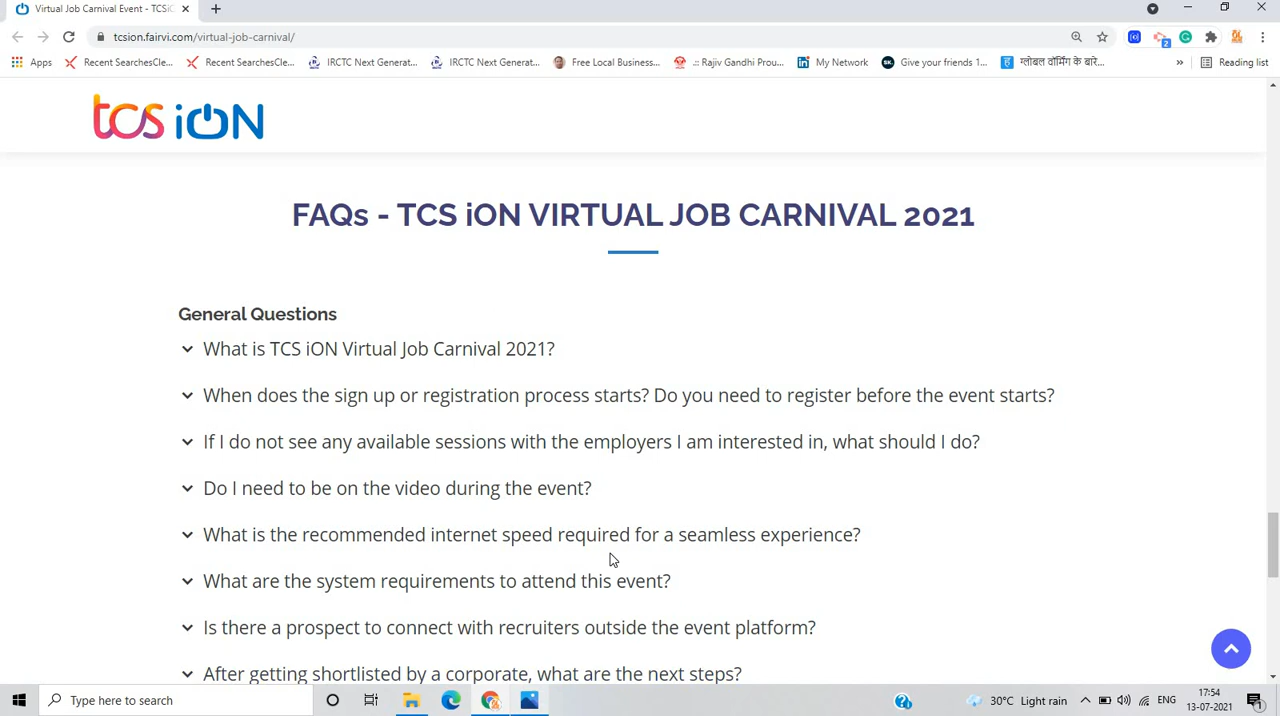 Virtual Job Carnival Event - TCSi
tcsion.fairvi.com/virtual-job-carnival/
2
Apps
Recent SearchesCle...
Recent SearchesCle...
IRCTC Next Generat...
IRCTC Next Generat...
Free Local Business...
.:: Rajiv Gandhi Prou...
My Network
Give your friends 1...
ग्लोबल वॉर्मिंग के बारे...
Reading list
tcs iON
FAQs - TCS iON VIRTUAL JOB CARNIVAL 2021
General Questions
What is TCS iON Virtual Job Carnival 2021?
When does the sign up or registration process starts? Do you need to register before the event starts?
If I do not see any available sessions with the employers I am interested in, what should I do?
Do I need to be on the video during the event?
What is the recommended internet speed required for a seamless experience?
What are the system requirements to attend this event?
Is there a prospect to connect with recruiters outside the event platform?
After getting shortlisted by a corporate, what are the next steps?
Type here to search
30°C Light rain
ENG
17:54
13-07-2021
1